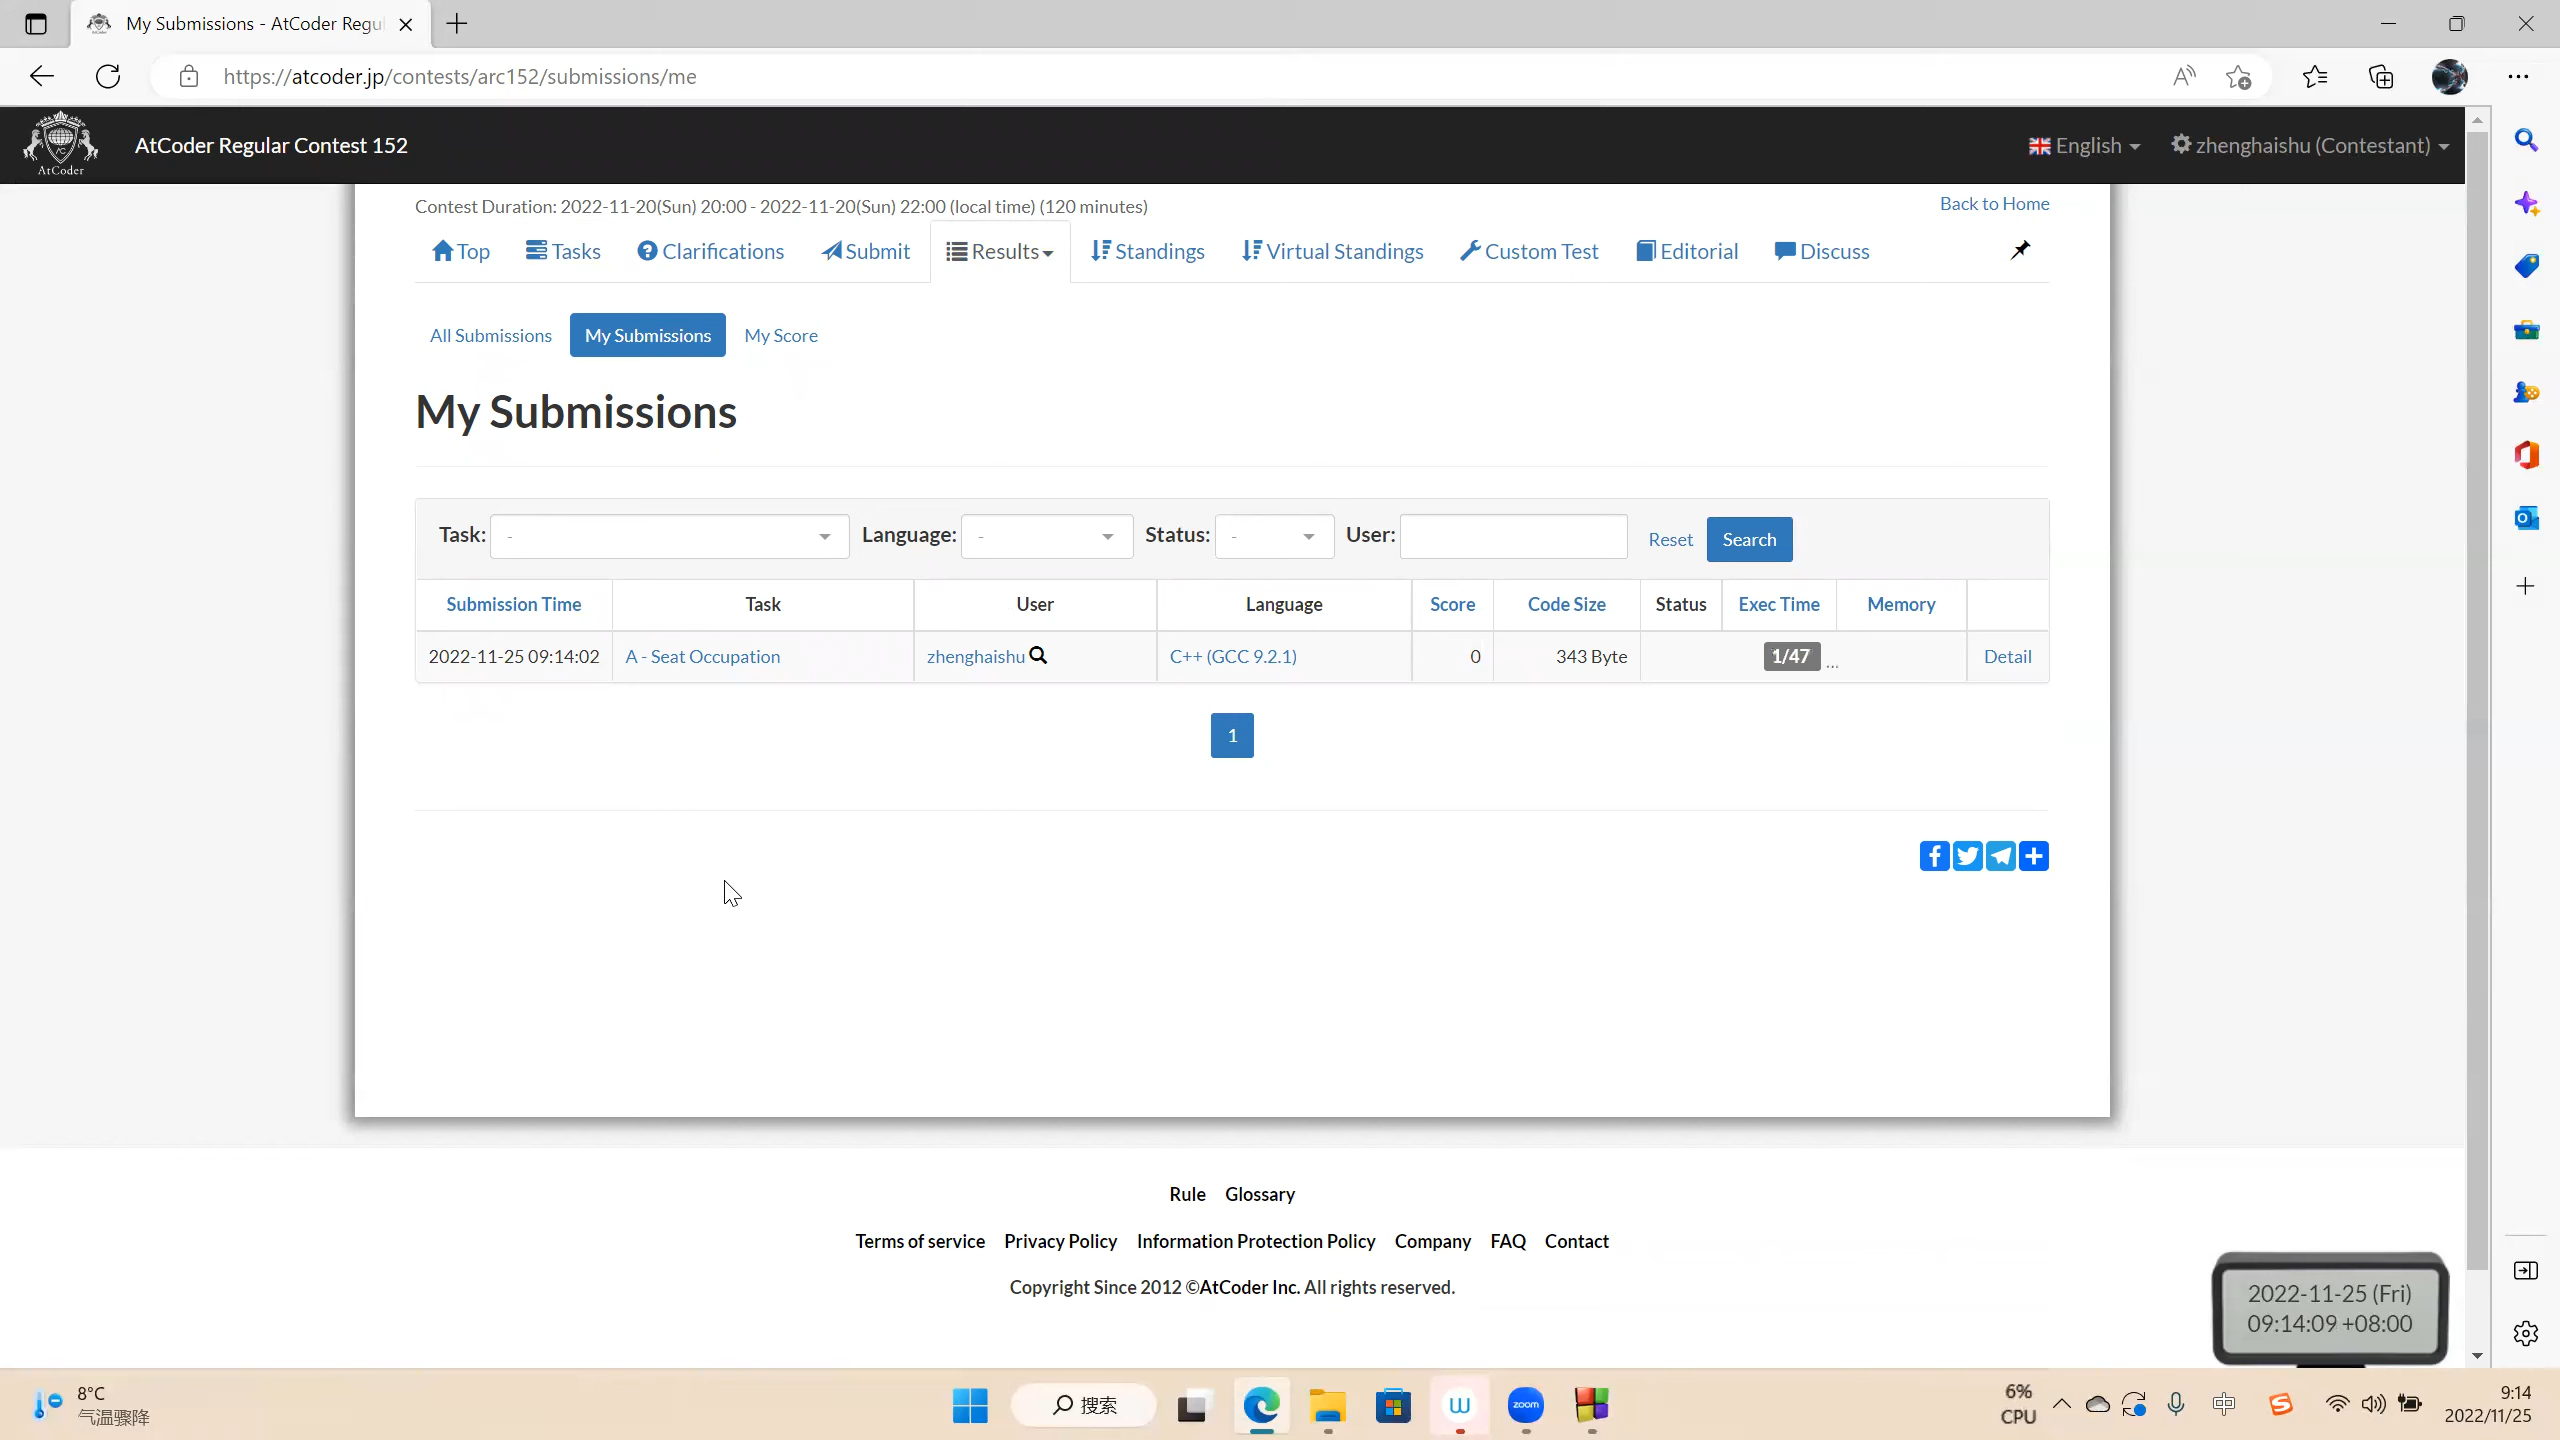 My Submissions - AtCoder Regul
https://atcoder.jp/contests/arc152/submissions/me
AtCoder
AtCoder Regular Contest 152
English
zhenghaishu (Contestant)
Contest Duration: 2022-11-20(Sun) 20:00 - 2022-11-20(Sun) 22:00 (local time) (120 minutes)
Back to Home
Top Tasks Clarifications Submit Results Standings Virtual Standings Custom Test Editorial Discuss
All Submissions My Submissions My Score
My Submissions
Task: - Language: - Status: - User: Reset Search
Submission Time Task User Language Score Code Size Status Exec Time Memory
2022-11-25 09:14:02 A - Seat Occupation zhenghaishu C++ (GCC 9.2.1) 0 343 Byte 1/47 ... Detail
1
Rule Glossary
Terms of service Privacy Policy Information Protection Policy Company FAQ Contact
Copyright Since 2012 ©AtCoder Inc. All rights reserved.
2022-11-25 (Fri)
09:14:09 +08:00
8°C
气温骤降
搜索
zoom
6%
CPU
中
9:14
2022/11/25